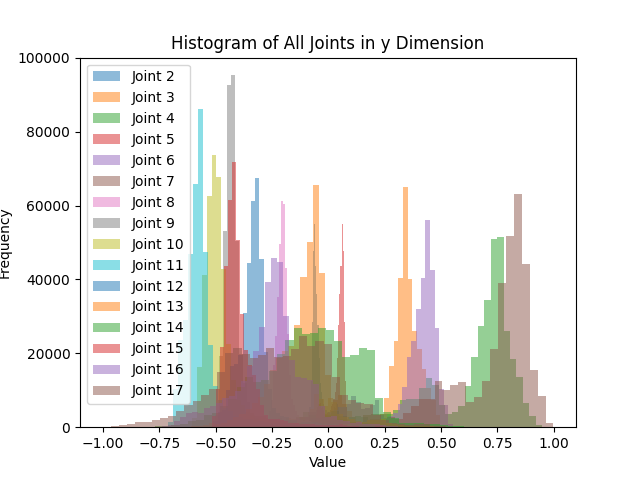 Histogram of All Joints in y Dimension
100000
80000
60000
40000
20000
0
Frequency
Joint 2
Joint 3
Joint 4
Joint 5
Joint 6
Joint 7
Joint 8
Joint 9
Joint 10
Joint 11
Joint 12
Joint 13
Joint 14
Joint 15
Joint 16
Joint 17
−1.00 −0.75 −0.50 −0.25 0.00 0.25 0.50 0.75 1.00
Value